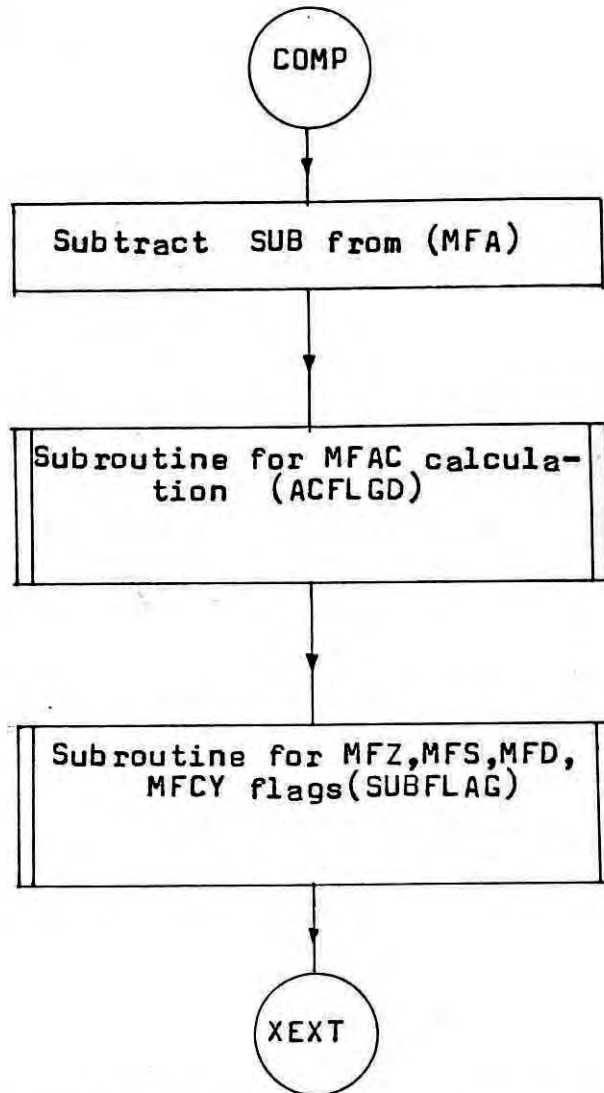 COMP
Subtract SUB from (MFA)
Subroutine for MFAC calcula-
tion (ACFLGD)
Subroutine for MFZ,MFS,MFD,
MFCY flags(SUBFLAG)
XEXT